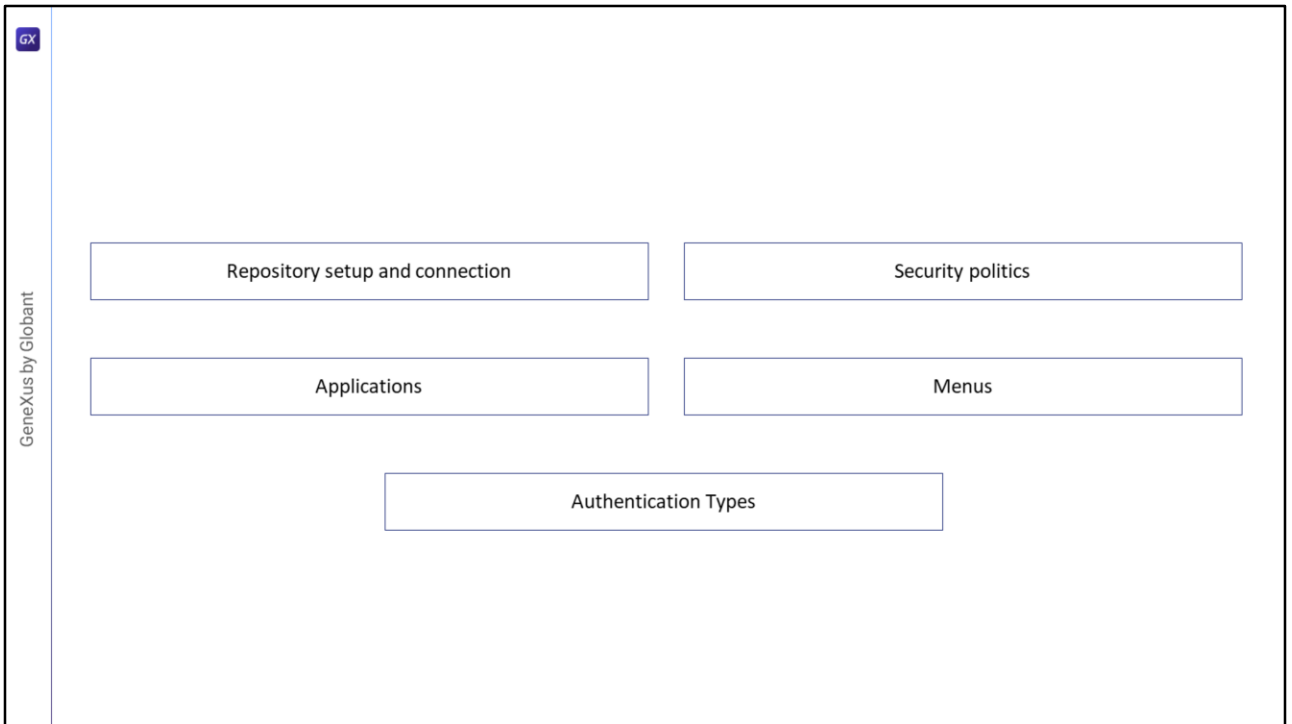 GX
GeneXus by Globant
Repository setup and connection
Security politics
Applications
Menus
Authentication Types